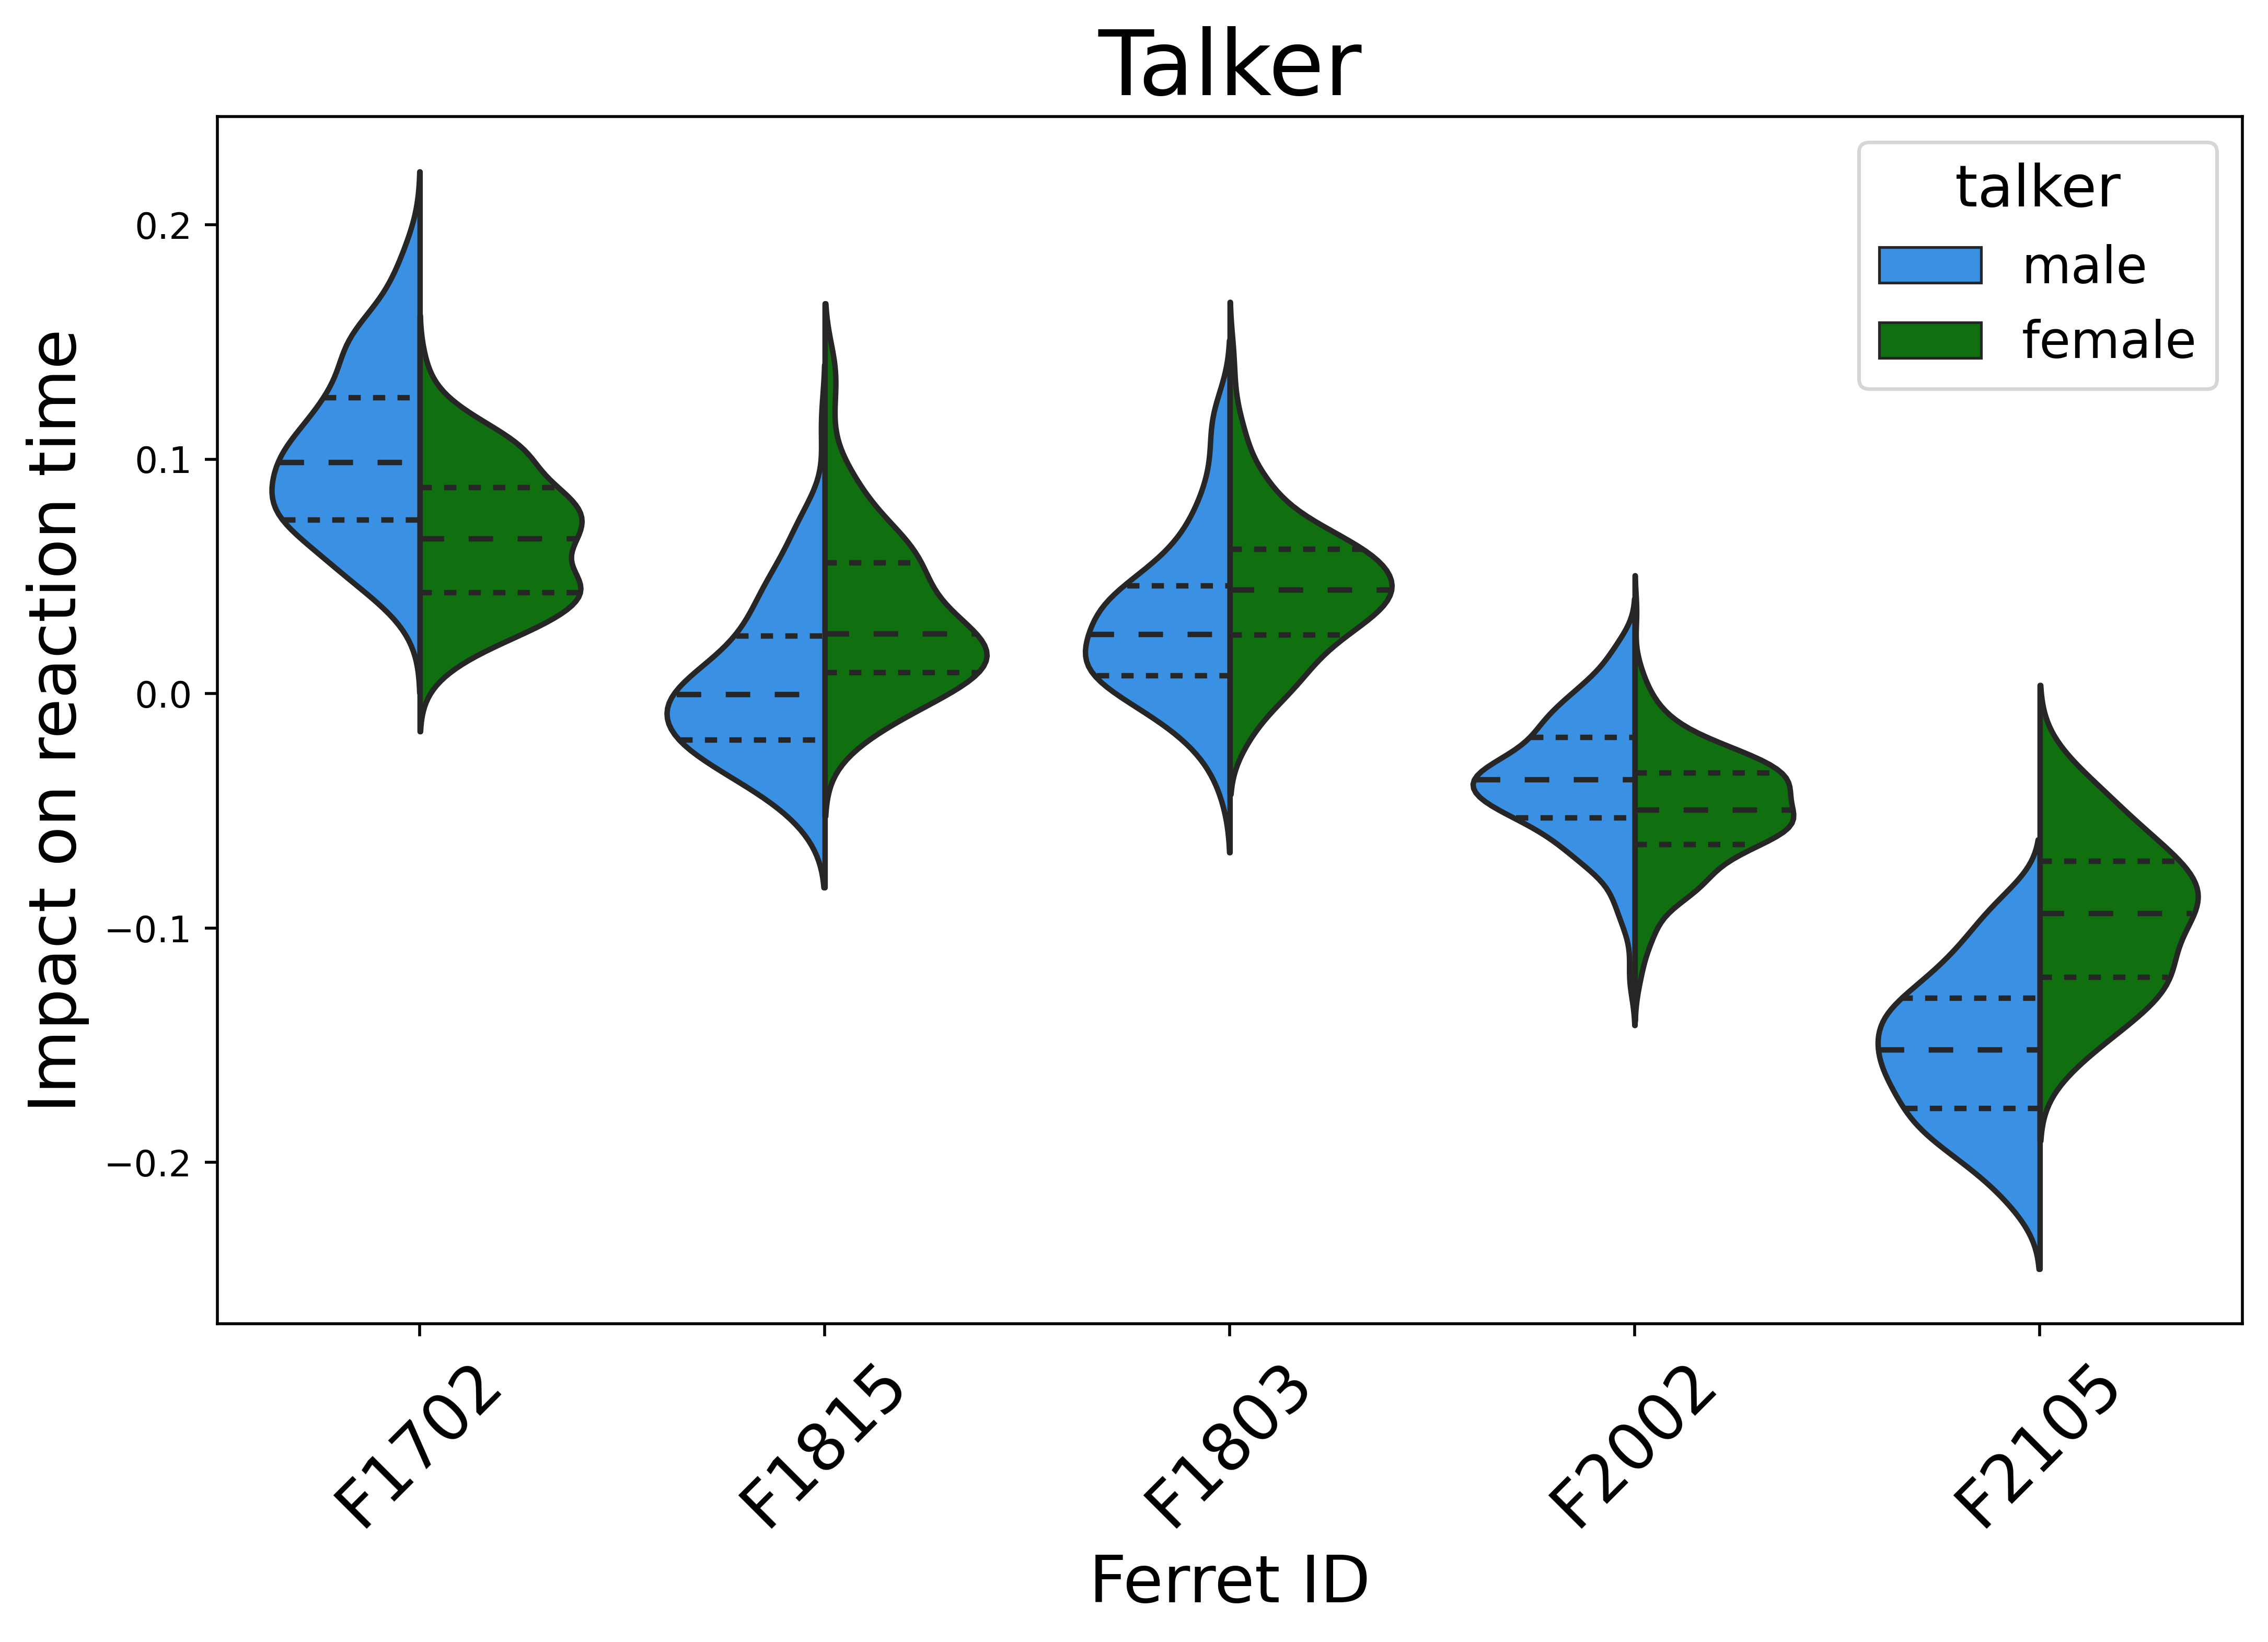 Talker
Impact on reaction time
0.2
0.1
0.0
−0.1
−0.2
talker
male
female
F1702
F1815
F1803
F2002
F2105
Ferret ID